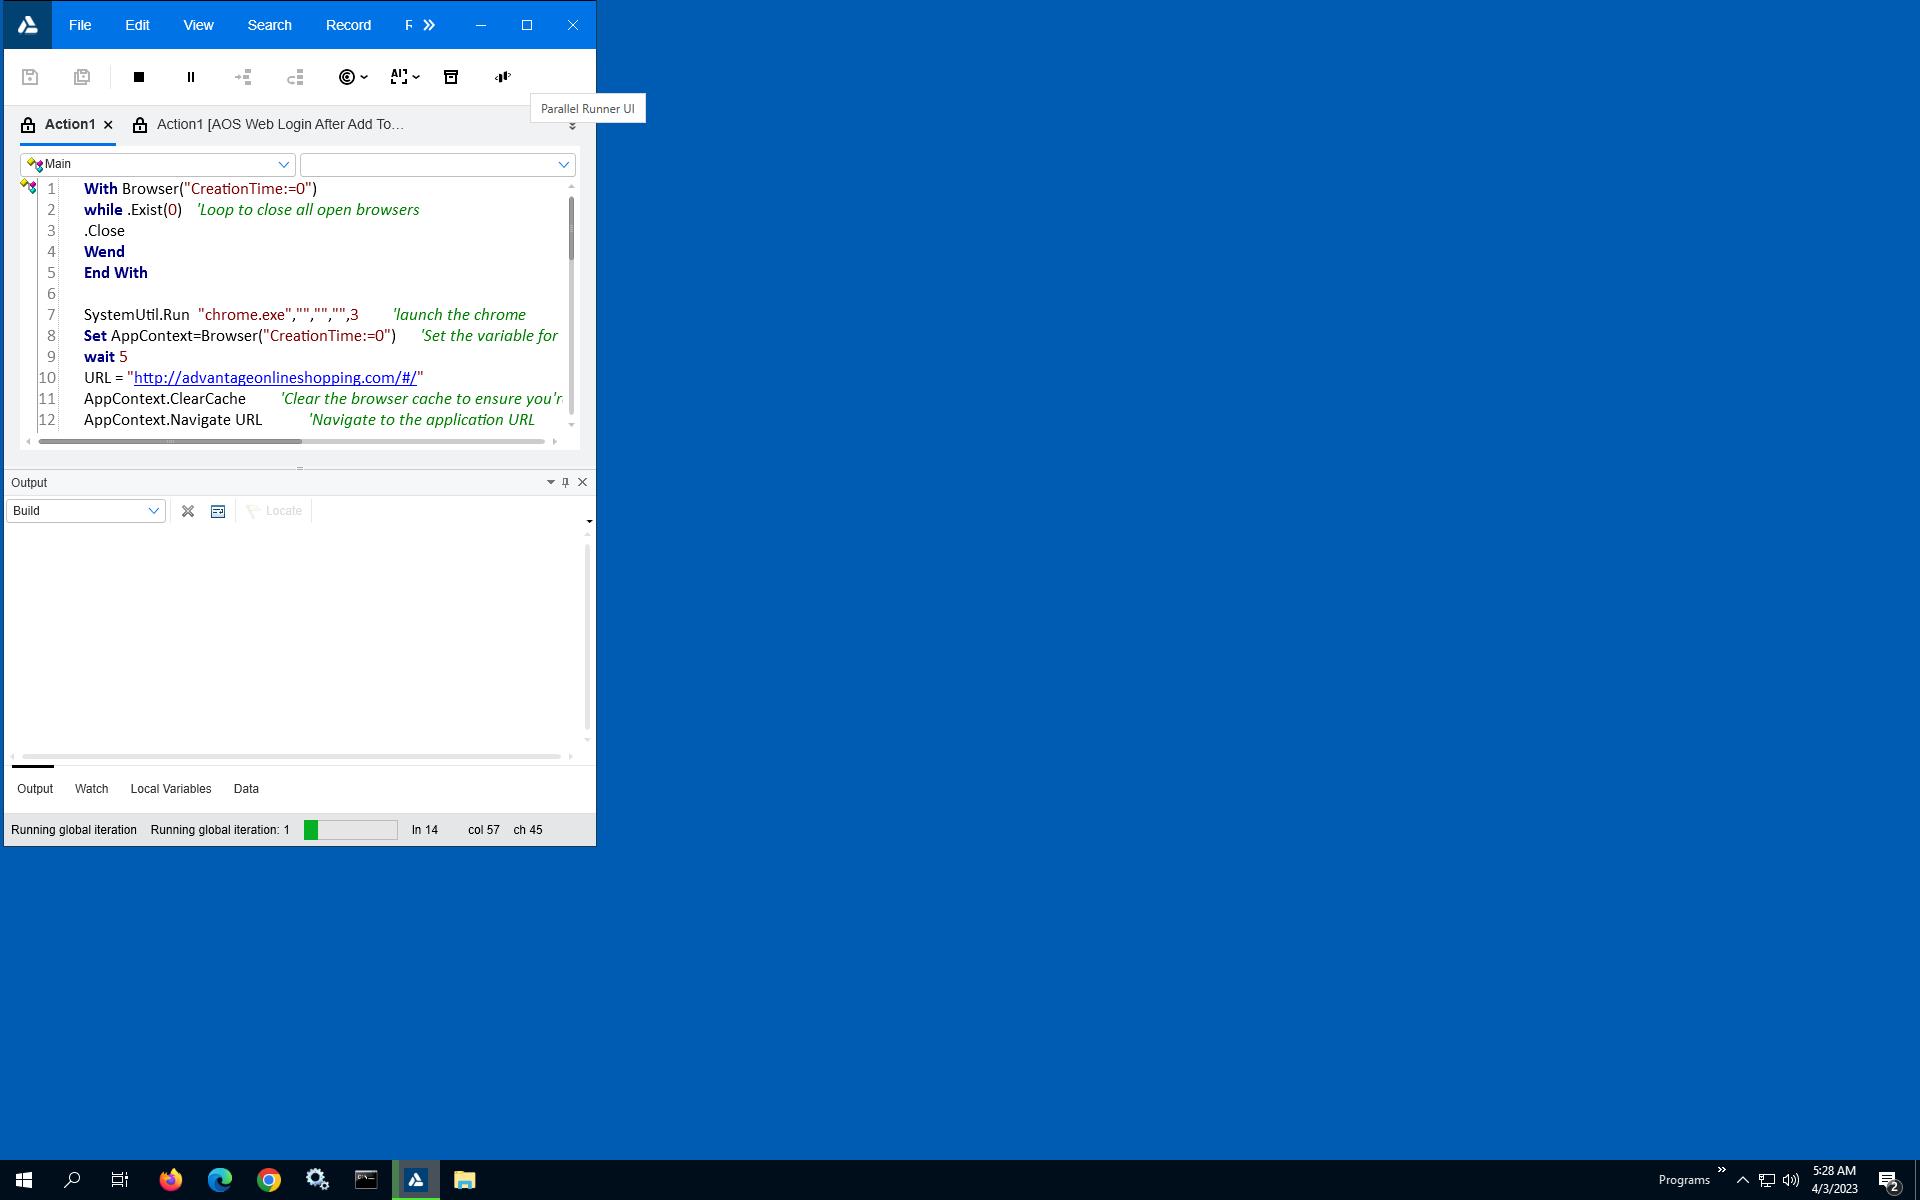 File Edit View Search Record
Parallel Runner UI
Action1 Action1 [AOS Web Login After Add To...
Main
1 With Browser("CreationTime:=0")
2 while .Exist(0) 'Loop to close all open browsers
3 .Close
4 Wend
5 End With
6
7 SystemUtil.Run "chrome.exe","","","",3 'launch the chrome
8 Set AppContext=Browser("CreationTime:=0") 'Set the variable for
9 wait 5
10 URL = "http://advantageonlineshopping.com/#/"
11 AppContext.ClearCache 'Clear the browser cache to ensure you'r
12 AppContext.Navigate URL 'Navigate to the application URL
Output
Build Locate
Output Watch Local Variables Data
Running global iteration Running global iteration: 1 ln 14 col 57 ch 45
Programs
5:28 AM
4/3/2023
2